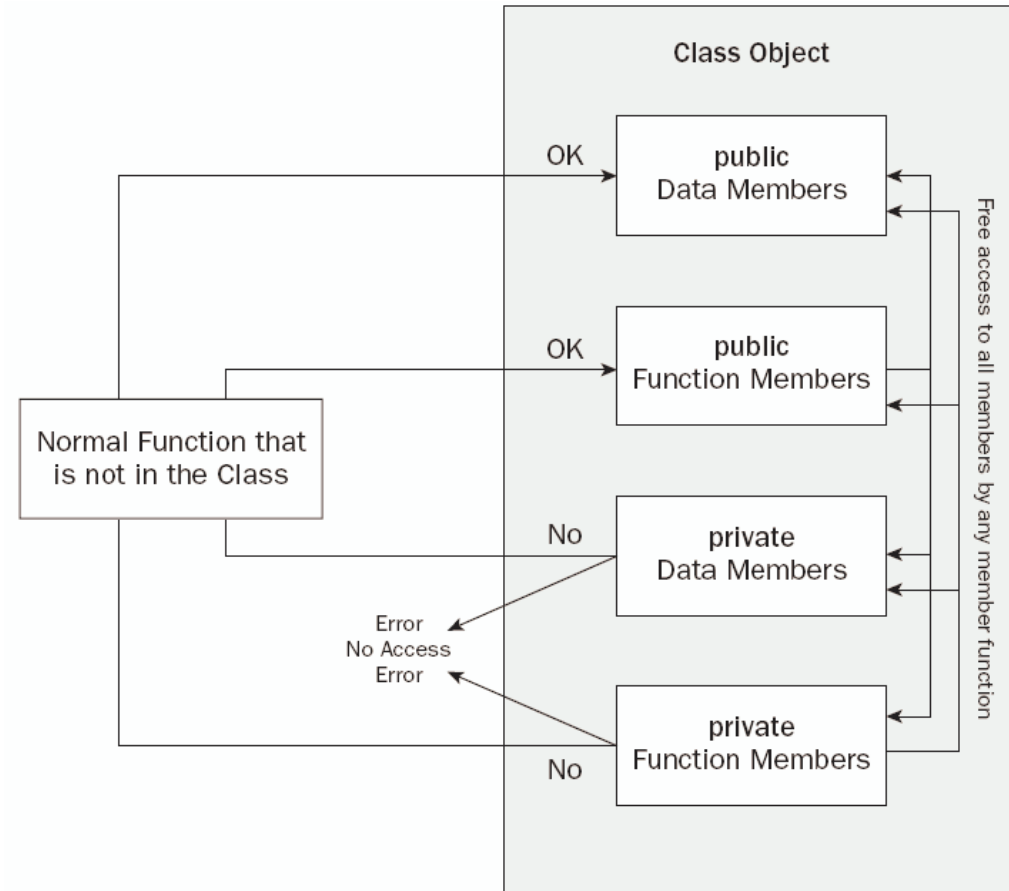 Class Object
OK
public
Data Members
OK
public
Function Members
Normal Function that
is not in the Class
No
private
Data Members
Error
No Access
Error
private
Function Members
No
Free access to all members by any member function